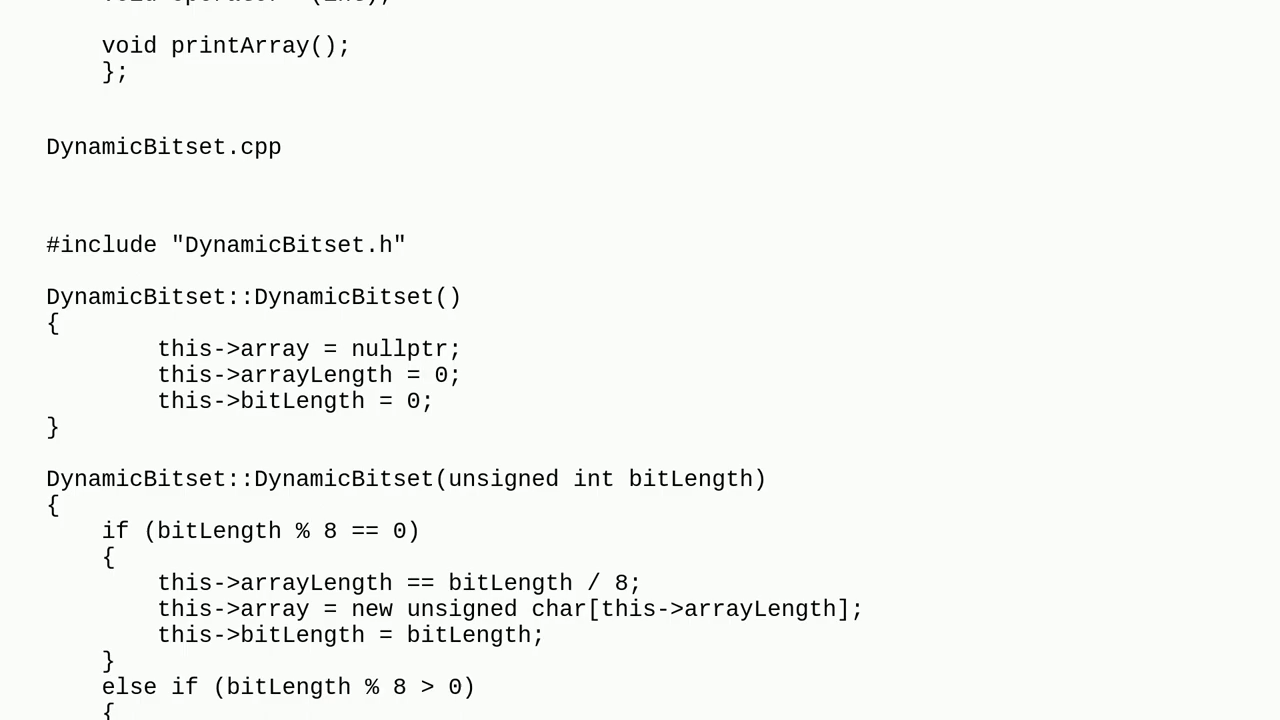 void printArray();
};
DynamicBitset.cpp
#include "DynamicBitset.h"
DynamicBitset::DynamicBitset()
{
this->array = nullptr;
this->arrayLength = 0;
this->bitLength = 0;
}
DynamicBitset::DynamicBitset(unsigned int bitLength)
{
if (bitLength % 8 == 0)
{
this->arrayLength == bitLength / 8;
this->array = new unsigned char[this->arrayLength];
this->bitLength = bitLength;
}
else if (bitLength % 8 > 0)
{